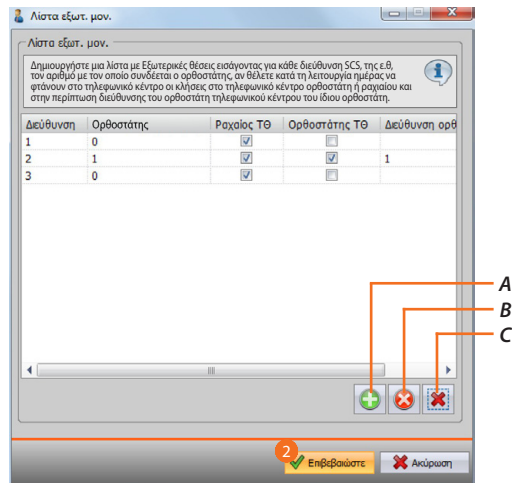 Λίστα εξωτ. μον.
Λίστα εξωτ. μον.
Δημιουργήστε μια λίστα με Εξωτερικές θέσεις εισάγοντας για κάθε διεύθυνση SCS, της ε.θ,
τον αριθμό με τον οποίο συνδέεται ο ορθοστάτης, αν θέλετε κατά τη λειτουργία ημέρας να
φτάνουν στο τηλεφωνικό κέντρο οι κλήσεις στο τηλεφωνικό κέντρο ορθοστάτη ή ραχιαίου και
στην περίπτωση διεύθυνσης του ορθοστάτη τηλεφωνικού κέντρου του ίδιου ορθοστάτη.
Διεύθυνση Ορθοστάτης Ραχαίος ΤΘ Ορθοστάτης ΤΘ Διεύθυνση ορθ
1 0
2 1 1
3 0
A
B
C
2 Επιβεβαιώστε Ακύρωση